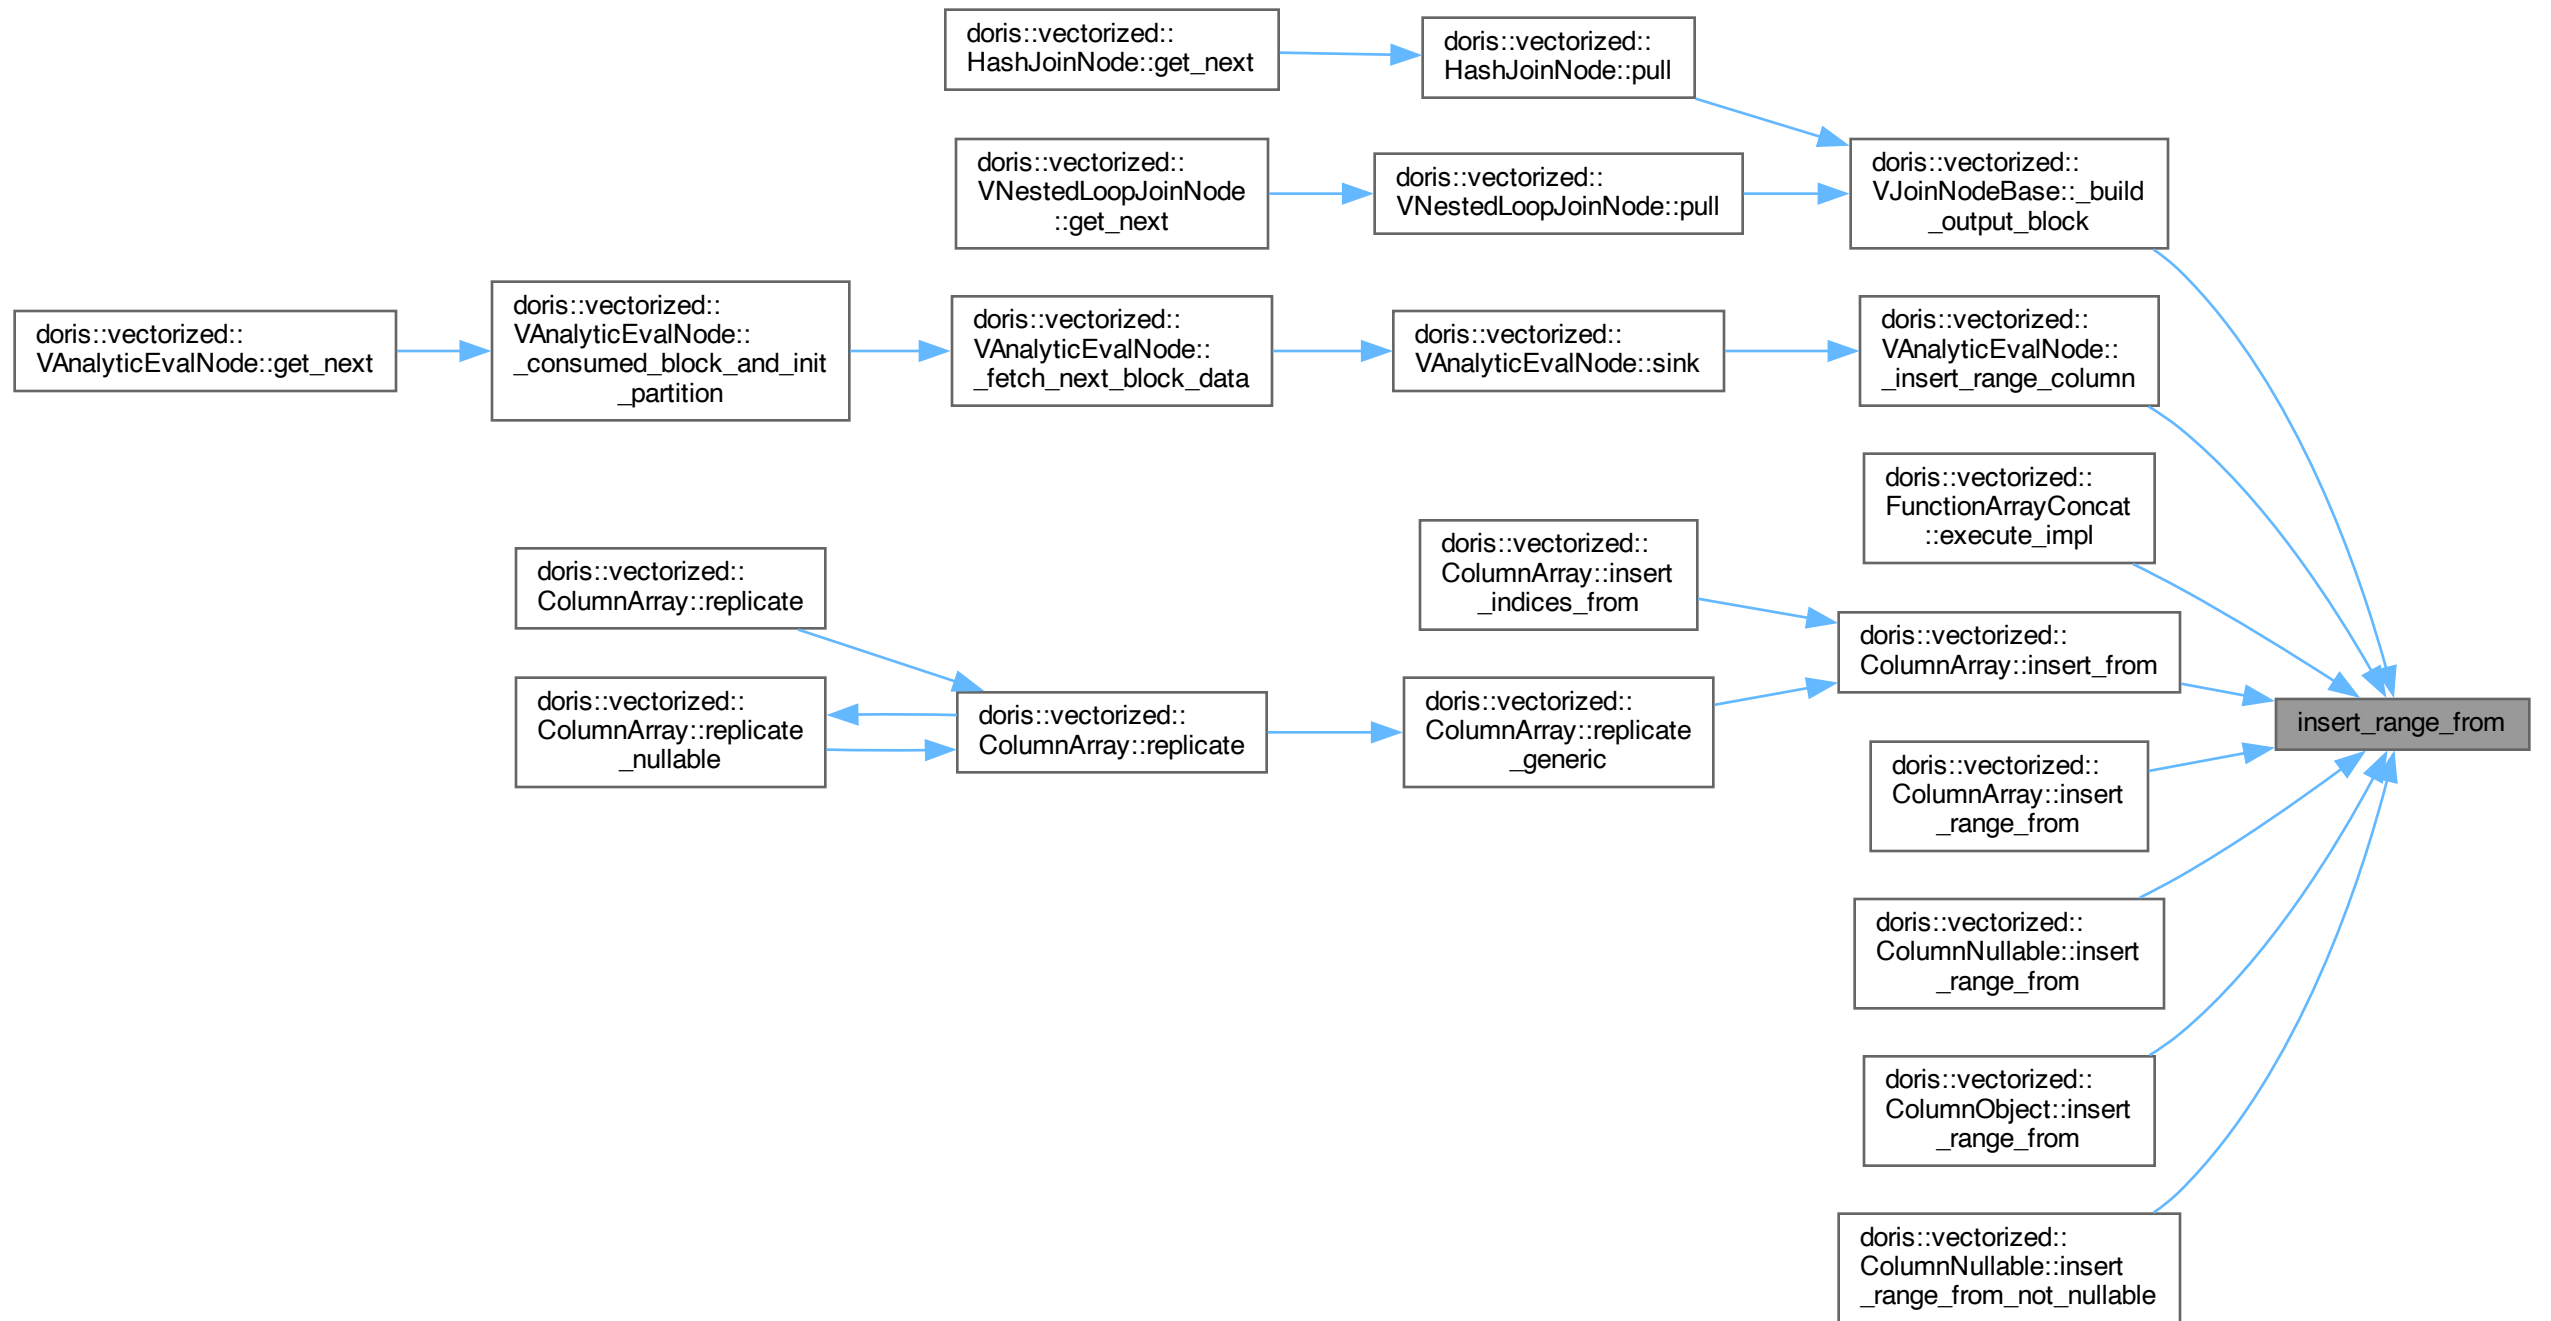 doris::vectorized::
HashJoinNode::get_next
doris::vectorized::
HashJoinNode::pull
doris::vectorized::
VNestedLoopJoinNode
::get_next
doris::vectorized::
VNestedLoopJoinNode::pull
doris::vectorized::
VJoinNodeBase::_build
_output_block
doris::vectorized::
VAnalyticEvalNode::get_next
doris::vectorized::
VAnalyticEvalNode::
_consumed_block_and_init
_partition
doris::vectorized::
VAnalyticEvalNode::
_fetch_next_block_data
doris::vectorized::
VAnalyticEvalNode::sink
doris::vectorized::
VAnalyticEvalNode::
_insert_range_column
doris::vectorized::
FunctionArrayConcat
::execute_impl
doris::vectorized::
ColumnArray::replicate
doris::vectorized::
ColumnArray::insert
_indices_from
doris::vectorized::
ColumnArray::insert_from
doris::vectorized::
ColumnArray::replicate
_nullable
doris::vectorized::
ColumnArray::replicate
doris::vectorized::
ColumnArray::replicate
_generic
insert_range_from
doris::vectorized::
ColumnArray::insert
_range_from
doris::vectorized::
ColumnNullable::insert
_range_from
doris::vectorized::
ColumnObject::insert
_range_from
doris::vectorized::
ColumnNullable::insert
_range_from_not_nullable